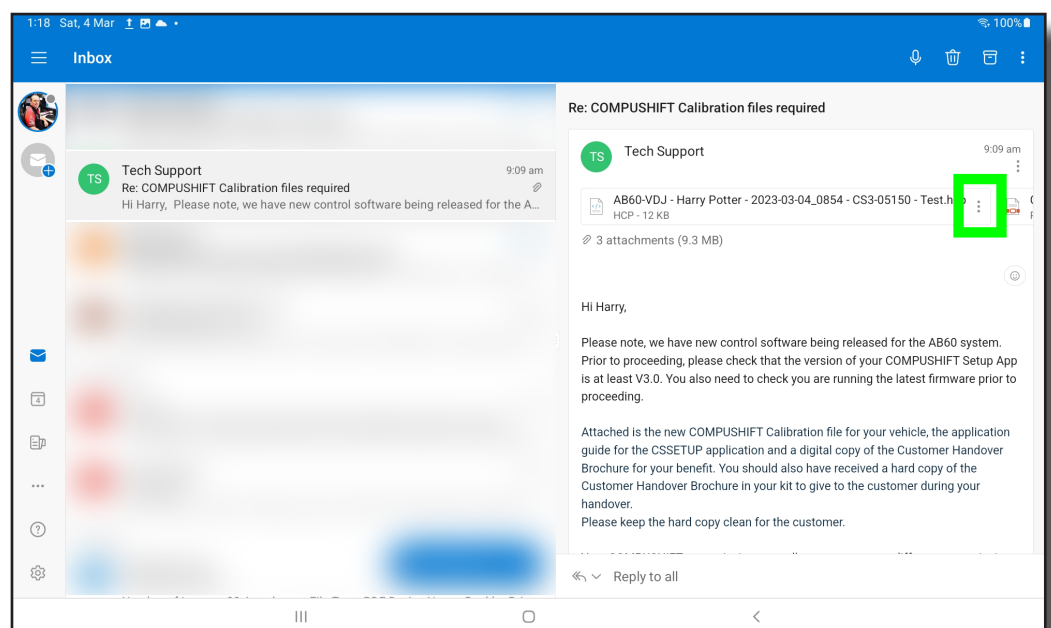 1:18 Sat, 4 Mar
100%
Inbox
Tech Support
9:09 am
TS
Re: COMPUSHIFT Calibration files required
Hi Harry, Please note, we have new control software being released for the A...
4
Re: COMPUSHIFT Calibration files required
TS
Tech Support
9:09 am
AB60-VDJ - Harry Potter - 2023-03-04_0854 - CS3-05150 - Test.h
HCP - 12 KB
3 attachments (9.3 MB)
Hi Harry,
Please note, we have new control software being released for the AB60 system.
Prior to proceeding, please check that the version of your COMPUSHIFT Setup App
is at least V3.0. You also need to check you are running the latest firmware prior to
proceeding.
Attached is the new COMPUSHIFT Calibration file for your vehicle, the application
guide for the CSSETUP application and a digital copy of the Customer Handover
Brochure for your benefit. You should also have received a hard copy of the
Customer Handover Brochure in your kit to give to the customer during your
handover.
Please keep the hard copy clean for the customer.
Reply to all